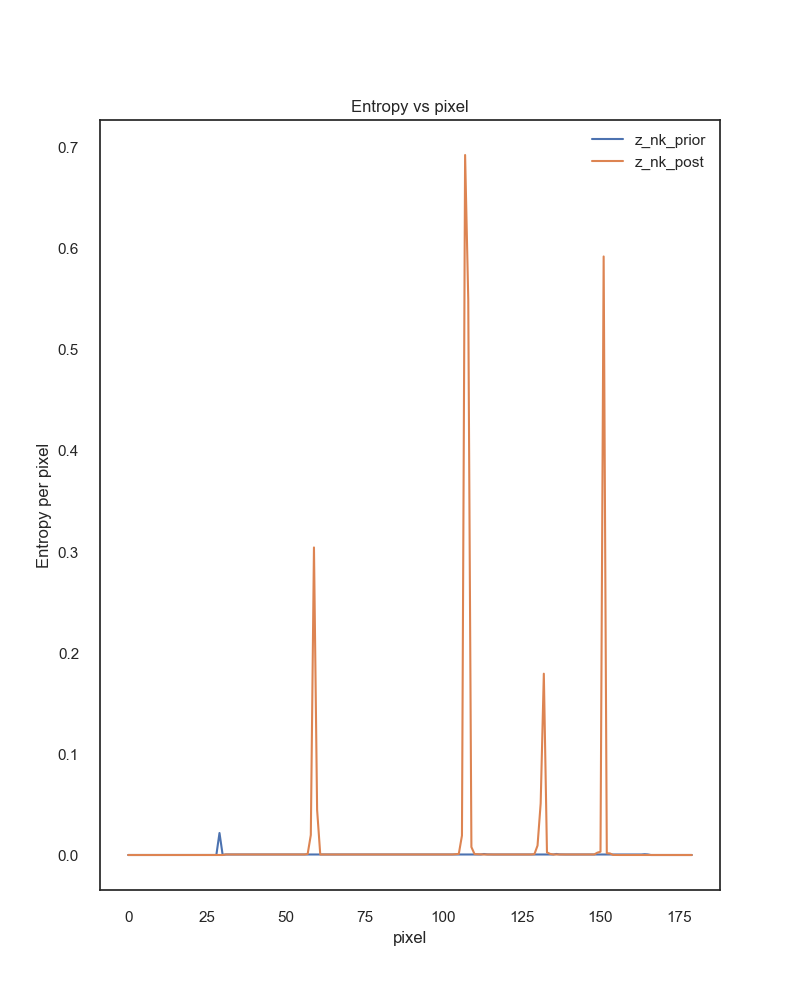 Entropy vs pixel
z_nk_prior
z_nk_post
0.7
0.6
0.5
0.4
0.3
0.2
0.1
0.0
Entropy per pixel
0 25 50 75 100 125 150 175
pixel